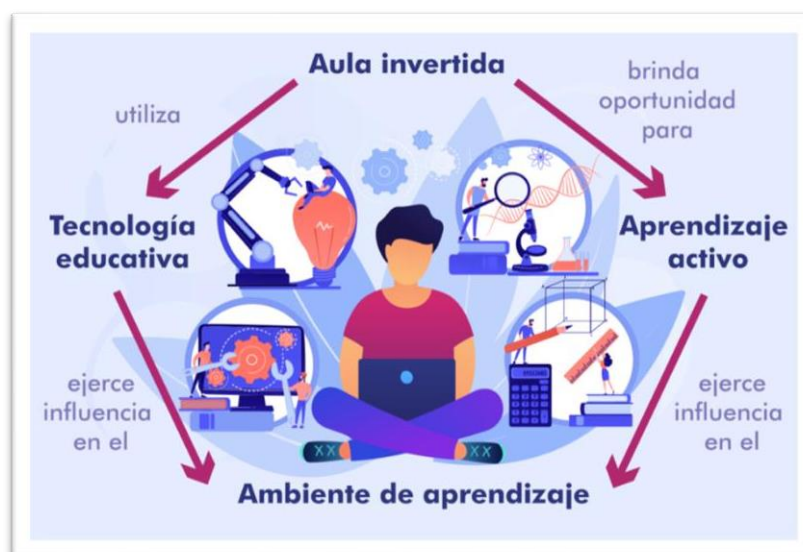 Aula invertida
utiliza
brinda
oportunidad
para
Tecnología
educativa
Aprendizaje
activo
ejerce
influencia
en el
ejerce
influencia
en el
Ambiente de aprendizaje